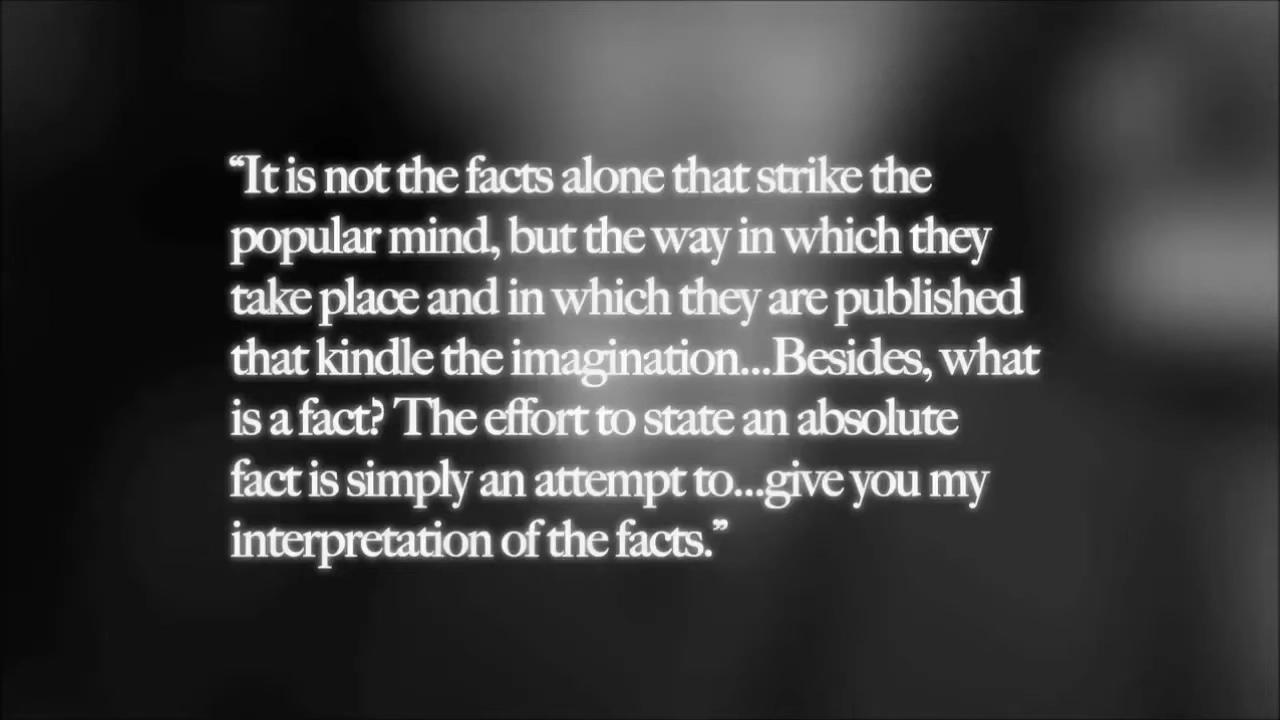 “It is not the facts alone that strike the
popular mind, but the way in which they
take place and in which they are published
that kindle the imagination...Besides, what
is a fact? The effort to state an absolute
fact is simply an attempt to...give you my
interpretation of the facts.”